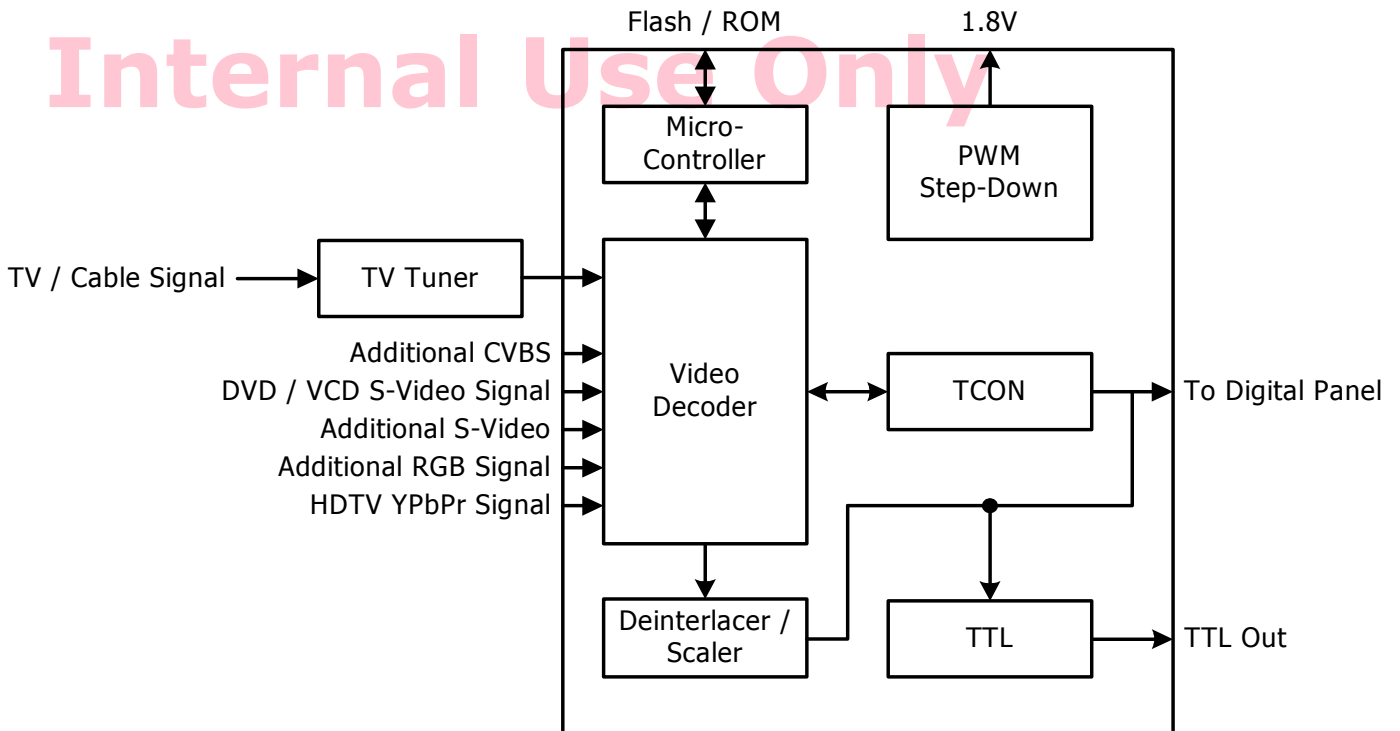 Flash / ROM
1.8V
Internal Use Only
Micro-
Controller
PWM
Step-Down
TV / Cable Signal
TV Tuner
Additional CVBS
DVD / VCD S-Video Signal
Additional S-Video
Additional RGB Signal
HDTV YPbPr Signal
Video
Decoder
TCON
To Digital Panel
Deinterlacer /
Scaler
TTL
TTL Out